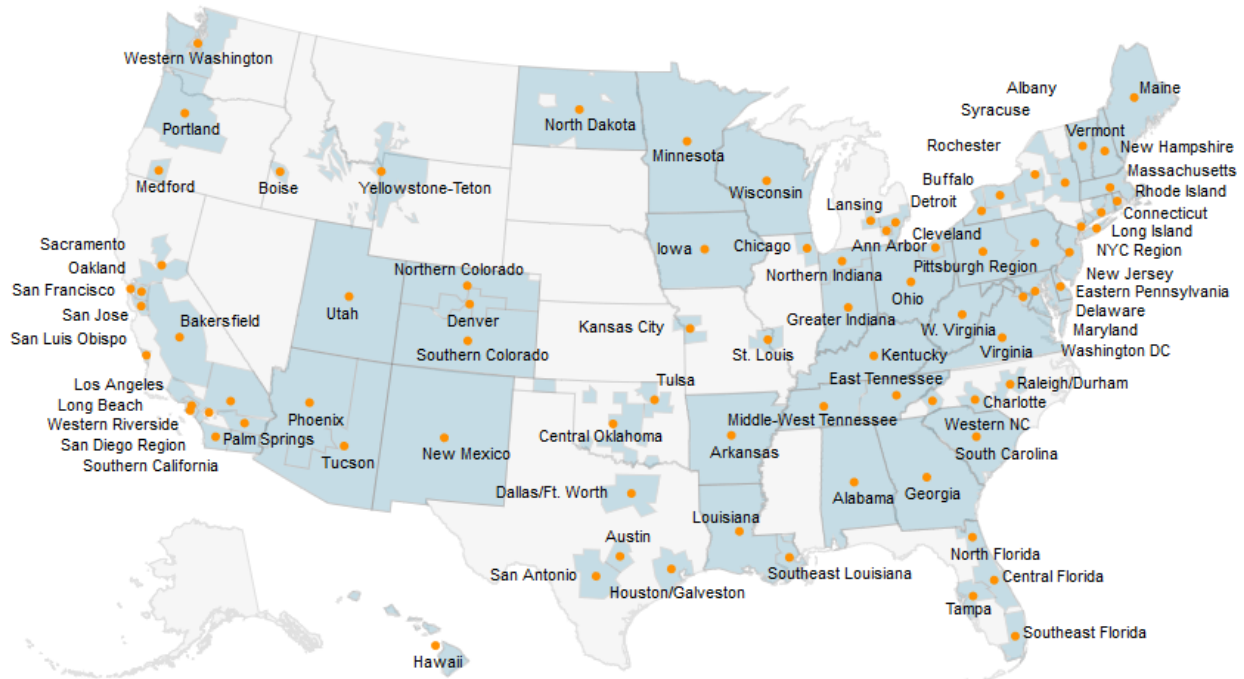 Western Washington
Portland
Medford
Boise
Yellowstone-Teton
North Dakota
Minnesota
Wisconsin
Iowa
Chicago
Lansing
Detroit
Ann Arbor
Cleveland
Albany
Syracuse
Rochester
Buffalo
Maine
Vermont
New Hampshire
Massachusetts
Rhode Island
Connecticut
Long Island
NYC Region
New Jersey
Eastern Pennsylvania
Delaware
Maryland
Washington DC
Pittsburgh Region
Northern Indiana
Ohio
Greater Indiana
W. Virginia
Virginia
Kentucky
East Tennessee
Raleigh/Durham
Charlotte
Western NC
Middle-West Tennessee
South Carolina
Sacramento
Oakland
San Francisco
San Jose
San Luis Obispo
Bakersfield
Los Angeles
Long Beach
Western Riverside
San Diego Region
Southern California
Palm Springs
Utah
Northern Colorado
Denver
Southern Colorado
Kansas City
St. Louis
Tulsa
Central Oklahoma
Phoenix
Tucson
New Mexico
Arkansas
Dallas/Ft. Worth
Austin
San Antonio
Houston/Galveston
Louisiana
Southeast Louisiana
Alabama
Georgia
North Florida
Central Florida
Tampa
Southeast Florida
Hawaii